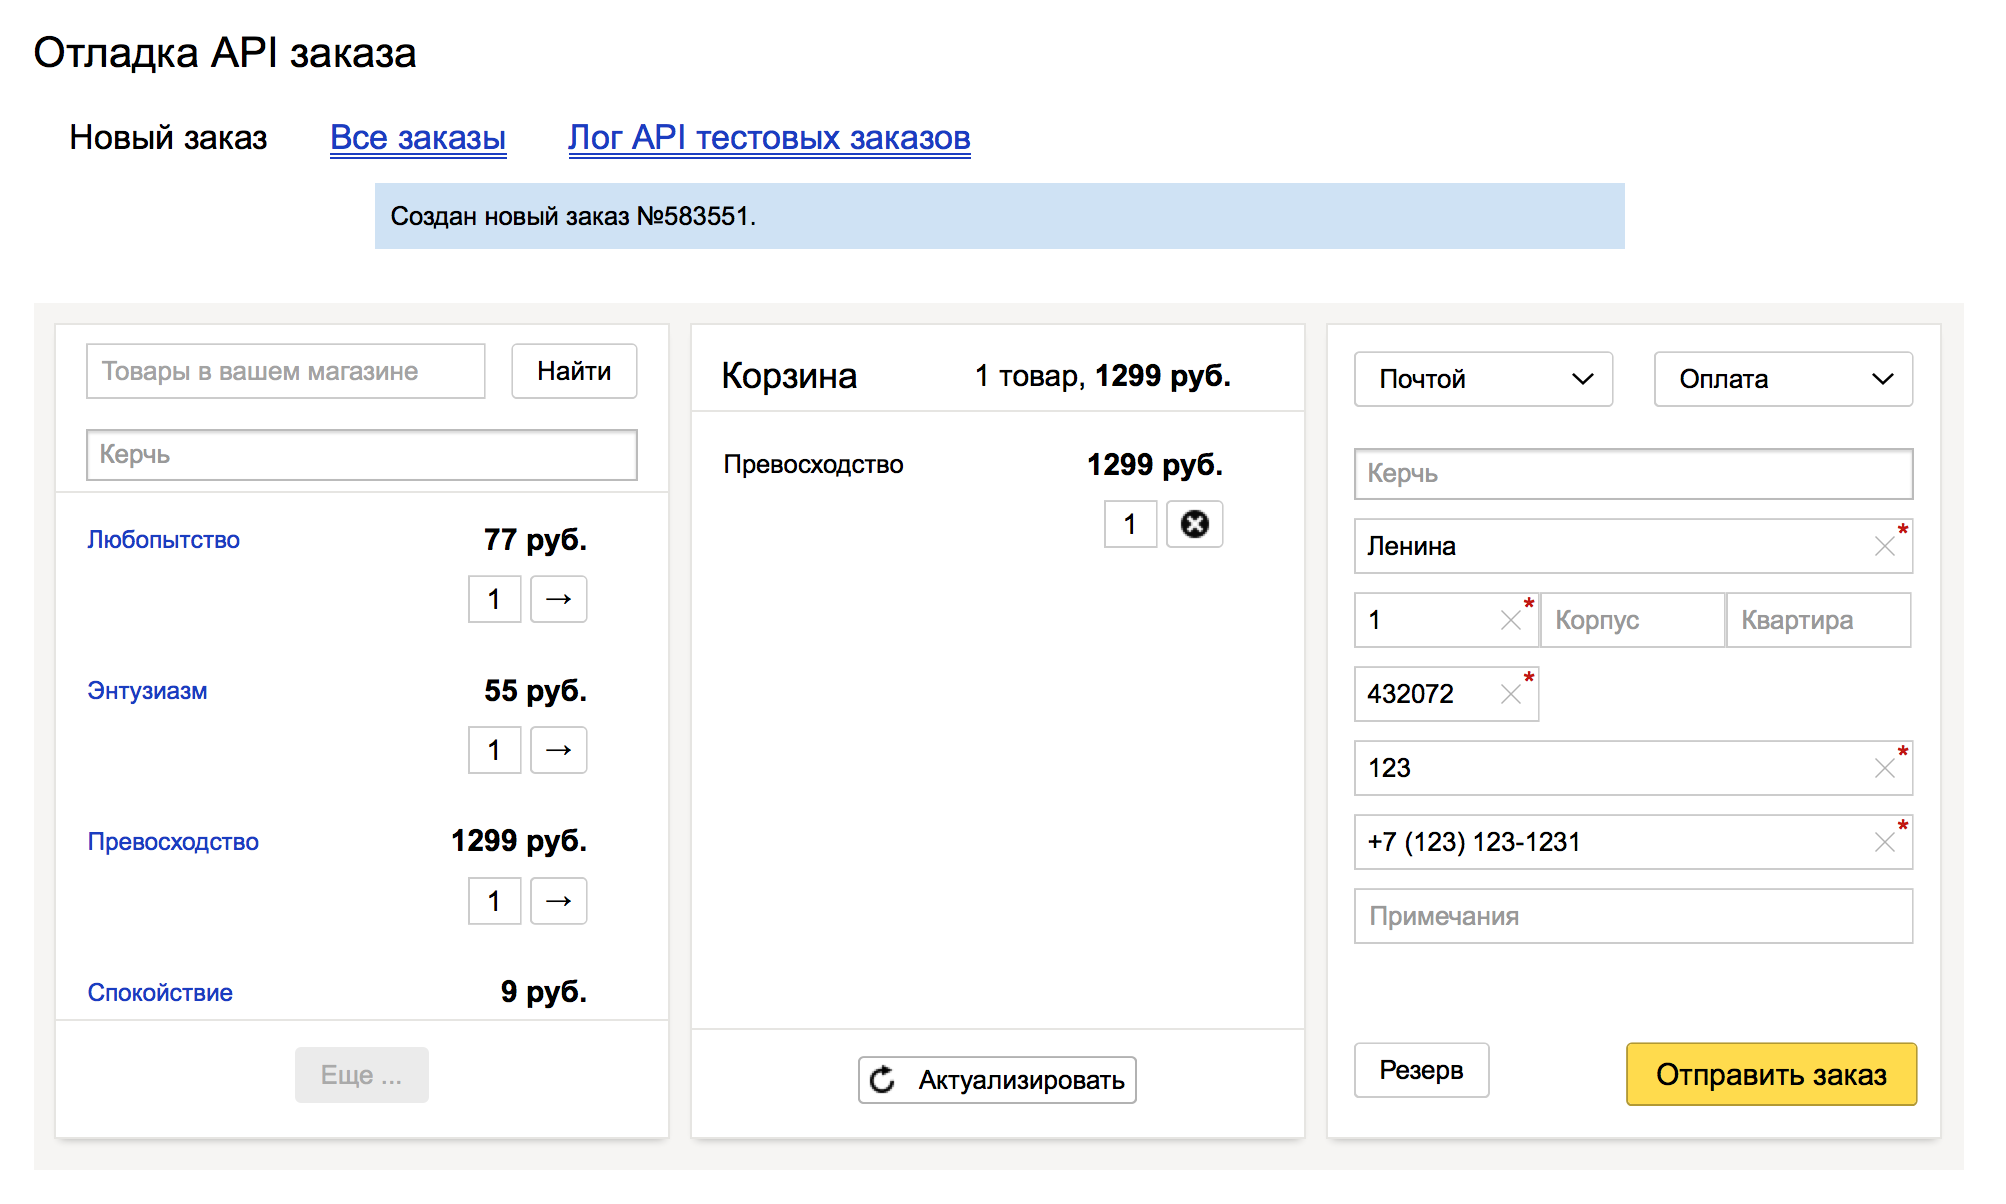 Отладка API заказа
Новый заказ Все заказы Лог API тестовых заказов
Создан новый заказ №583551.
Товары в вашем магазине Найти
Керчь
Любопытство 77 руб.
1 →
Энтузиазм 55 руб.
1 →
Превосходство 1299 руб.
1 →
Спокойствие 9 руб.
Еще ...
Корзина 1 товар, 1299 руб.
Превосходство 1299 руб.
1
Актуализировать
Почтой Оплата
Керчь
Ленина *
1 * Корпус Квартира
432072 *
123 *
+7 (123) 123-1231 *
Примечания
Резерв Отправить заказ